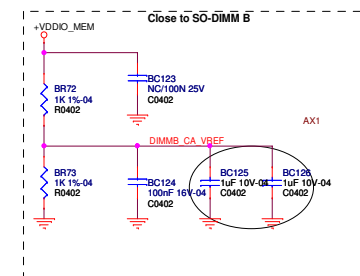 Close to SO-DIMM B
+VDDIO_MEM
BR72
1K 1%-04
R0402
BC123
NC/100N 25V
C0402
AX1
DIMMB_CA_VREF
BR73
1K 1%-04
R0402
BC124
100nF 16V-04
C0402
BC125
1uF 10V-04
C0402
BC126
1uF 10V-04
C0402